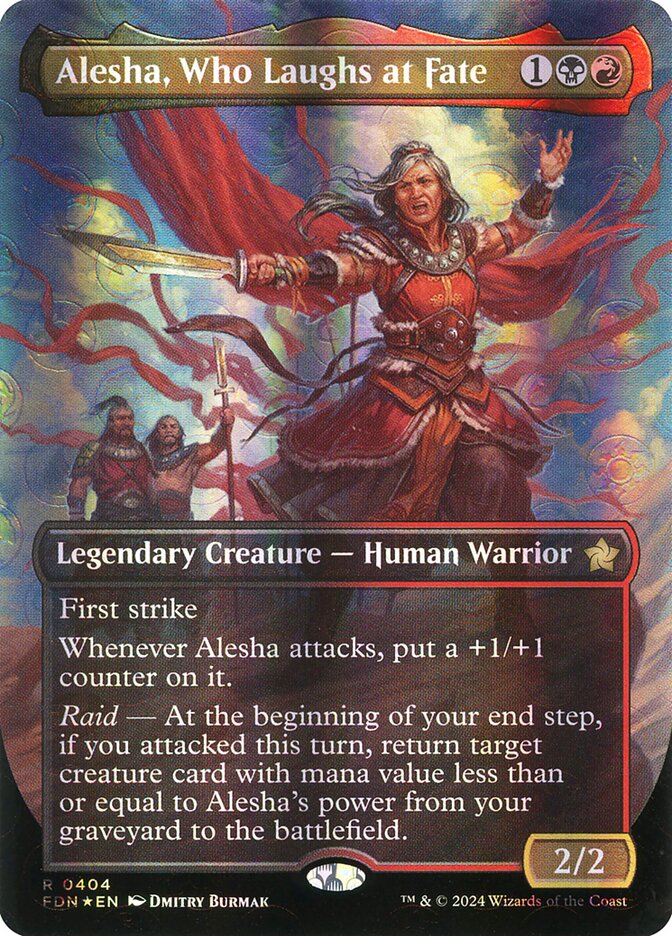 Alesha, Who Laughs at Fate 1
Legendary Creature — Human Warrior
First strike
Whenever Alesha attacks, put a +1/+1
counter on it.
Raid — At the beginning of your end step,
if you attacked this turn, return target
creature card with mana value less than
or equal to Alesha's power from your
graveyard to the battlefield.
2/2
R 0404
FDN★EN Dmitry Burmak
™ & © 2024 Wizards of the Coast